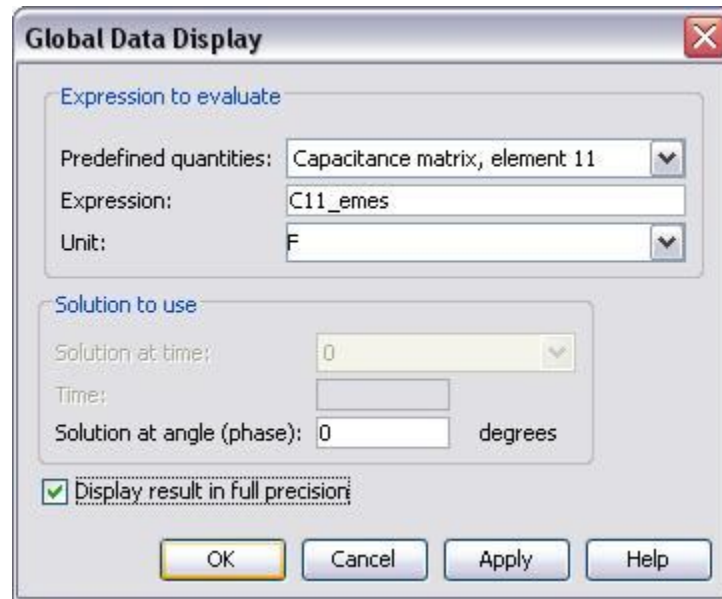 Global Data Display
Expression to evaluate
Predefined quantities: Capacitance matrix, element 11
Expression: C11_emes
Unit: F
Solution to use
Solution at time: 0
Time:
Solution at angle (phase): 0 degrees
Display result in full precision
OK Cancel Apply Help